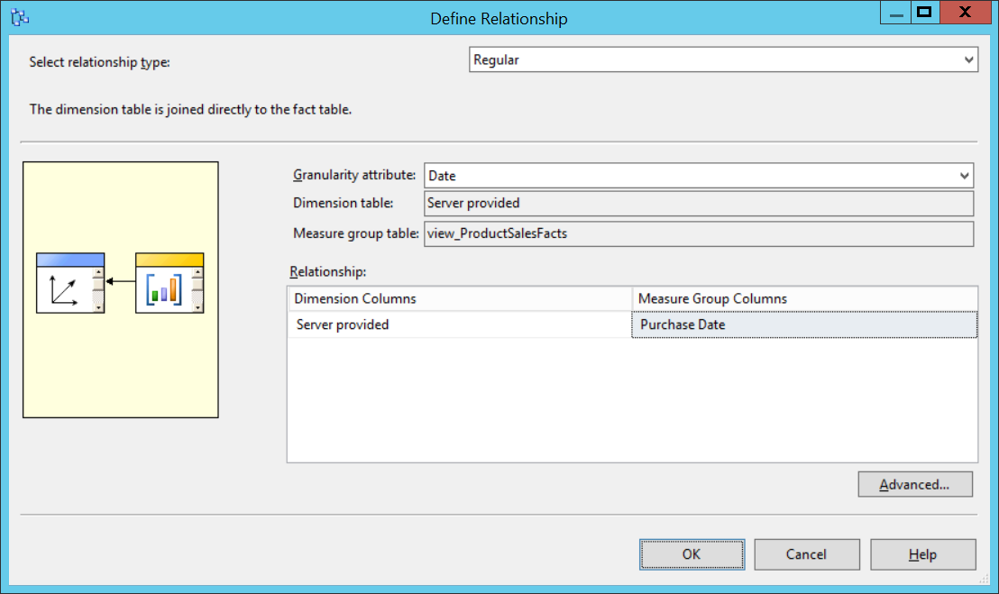 Define Relationship
Select relationship type:
Regular
The dimension table is joined directly to the fact table.
Granularity attribute:
Date
Dimension table:
Server provided
Measure group table:
view_ProductSalesFacts
Relationship:
Dimension Columns
Measure Group Columns
Server provided
Purchase Date
Advanced...
OK
Cancel
Help